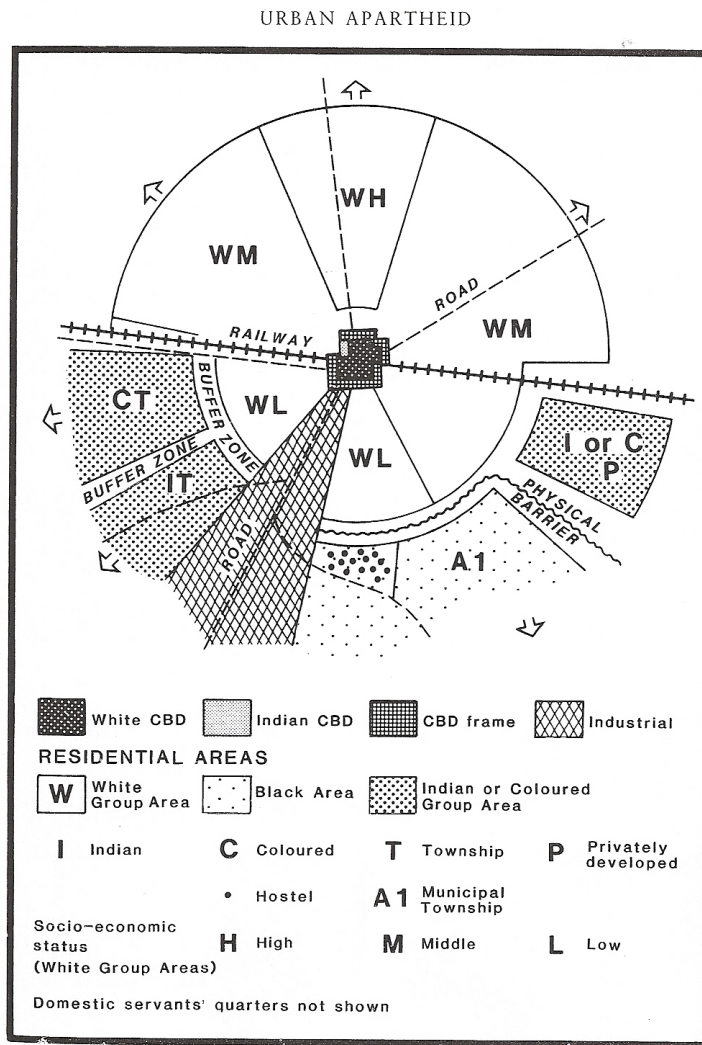 URBAN APARTHEID
WH
WM
ROAD
WM
RAILWAY
CT
BUFFER ZONE
WL
BUFFER ZONE
IT
WL
I or C
P
PHYSICAL
BARRIER
ROAD
A1
White CBD
Indian CBD
CBD frame
Industrial
RESIDENTIAL AREAS
W
White
Group Area
Black Area
Indian or Coloured
Group Area
I Indian
C Coloured
T Township
P Privately
developed
Hostel
A1 Municipal
Township
Socio-economic
status
(White Group Areas)
H High
M Middle
L Low
Domestic servants' quarters not shown